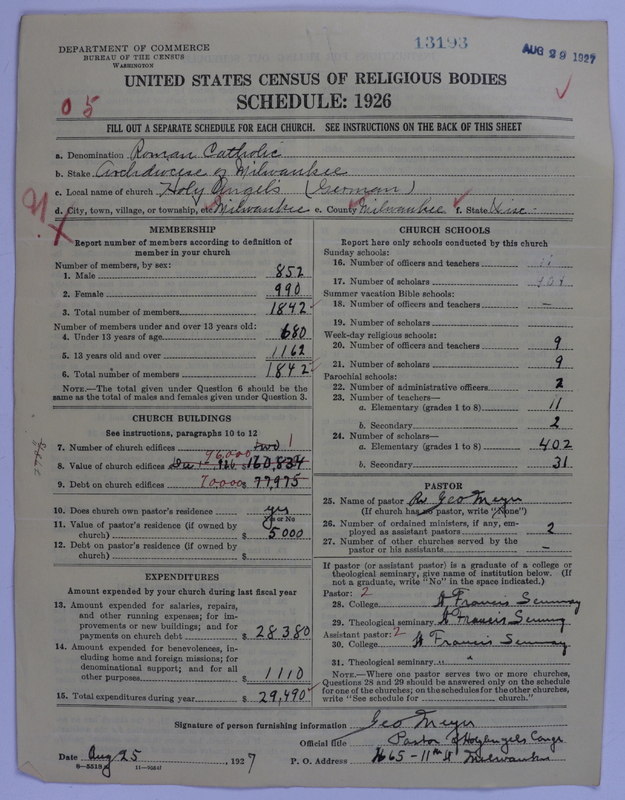 DEPARTMENT OF COMMERCE
BUREAU OF THE CENSUS
WASHINGTON
13193
AUG 29 1927
UNITED STATES CENSUS OF RELIGIOUS BODIES
SCHEDULE: 1926
05
FILL OUT A SEPARATE SCHEDULE FOR EACH CHURCH. SEE INSTRUCTIONS ON THE BACK OF THIS SHEET
a. Denomination Roman Catholic
b. Stake Archdiocese of Milwaukee
c. Local name of church Holy Angels (German)
d. City, town, village, or township, etc. Milwaukee e. County Milwaukee f. State Wisc.
MEMBERSHIP
Report number of members according to definition of
member in your church
Number of members, by sex:
1. Male 852
2. Female 990
3. Total number of members 1842
Number of members under and over 13 years old:
4. Under 13 years of age 680
5. 13 years old and over 1162
6. Total number of members 1842
NOTE.—The total given under Question 6 should be the
same as the total of males and females given under Question 3.
CHURCH BUILDINGS
See instructions, paragraphs 10 to 12
7. Number of church edifices two 1
96,000
8. Value of church edifices $ 160,834
9. Debt on church edifices 70000 $ 77975
10. Does church own pastor's residence yes
Yes or No
11. Value of pastor's residence (if owned by
church) $ 5000
12. Debt on pastor's residence (if owned by
church) $
EXPENDITURES
Amount expended by your church during last fiscal year
13. Amount expended for salaries, repairs,
and other running expenses; for im-
provements or new buildings; and for
payments on church debt $ 28380
14. Amount expended for benevolences, in-
cluding home and foreign missions; for
denominational support; and for all
other purposes $ 1110
15. Total expenditures during year $ 29,490
CHURCH SCHOOLS
Report here only schools conducted by this church
Sunday schools:
16. Number of officers and teachers 11
17. Number of scholars
Summer vacation Bible schools:
18. Number of officers and teachers —
19. Number of scholars
Week-day religious schools:
20. Number of officers and teachers 9
21. Number of scholars 9
Parochial schools:
22. Number of administrative officers 2
23. Number of teachers—
a. Elementary (grades 1 to 8) 11
b. Secondary 2
24. Number of scholars—
a. Elementary (grades 1 to 8) 402
b. Secondary 31
PASTOR
25. Name of pastor Rv Geo Meyer
(If church has no pastor, write "None")
26. Number of ordained ministers, if any, em-
ployed as assistant pastors 2
27. Number of other churches served by the
pastor or his assistants —
If pastor (or assistant pastor) is a graduate of a college or
theological seminary, give name of institution below. (If
not a graduate, write "No" in the space indicated.)
Pastor: 2
28. College St Francis Seminary
29. Theological seminary St Francis Seminary
Assistant pastor: 2
30. College St Francis Seminary
31. Theological seminary "
NOTE.—Where one pastor serves two or more churches,
Questions 28 and 29 should be answered only on the schedule
for one of the churches; on the schedules for the other churches,
write "See schedule for church."
Signature of person furnishing information Geo Meyer
Official title Pastor of Holy Angels Congr
Date Aug 25, 1927 P. O. Address 1665 - 11th St Milwaukee
8—5518